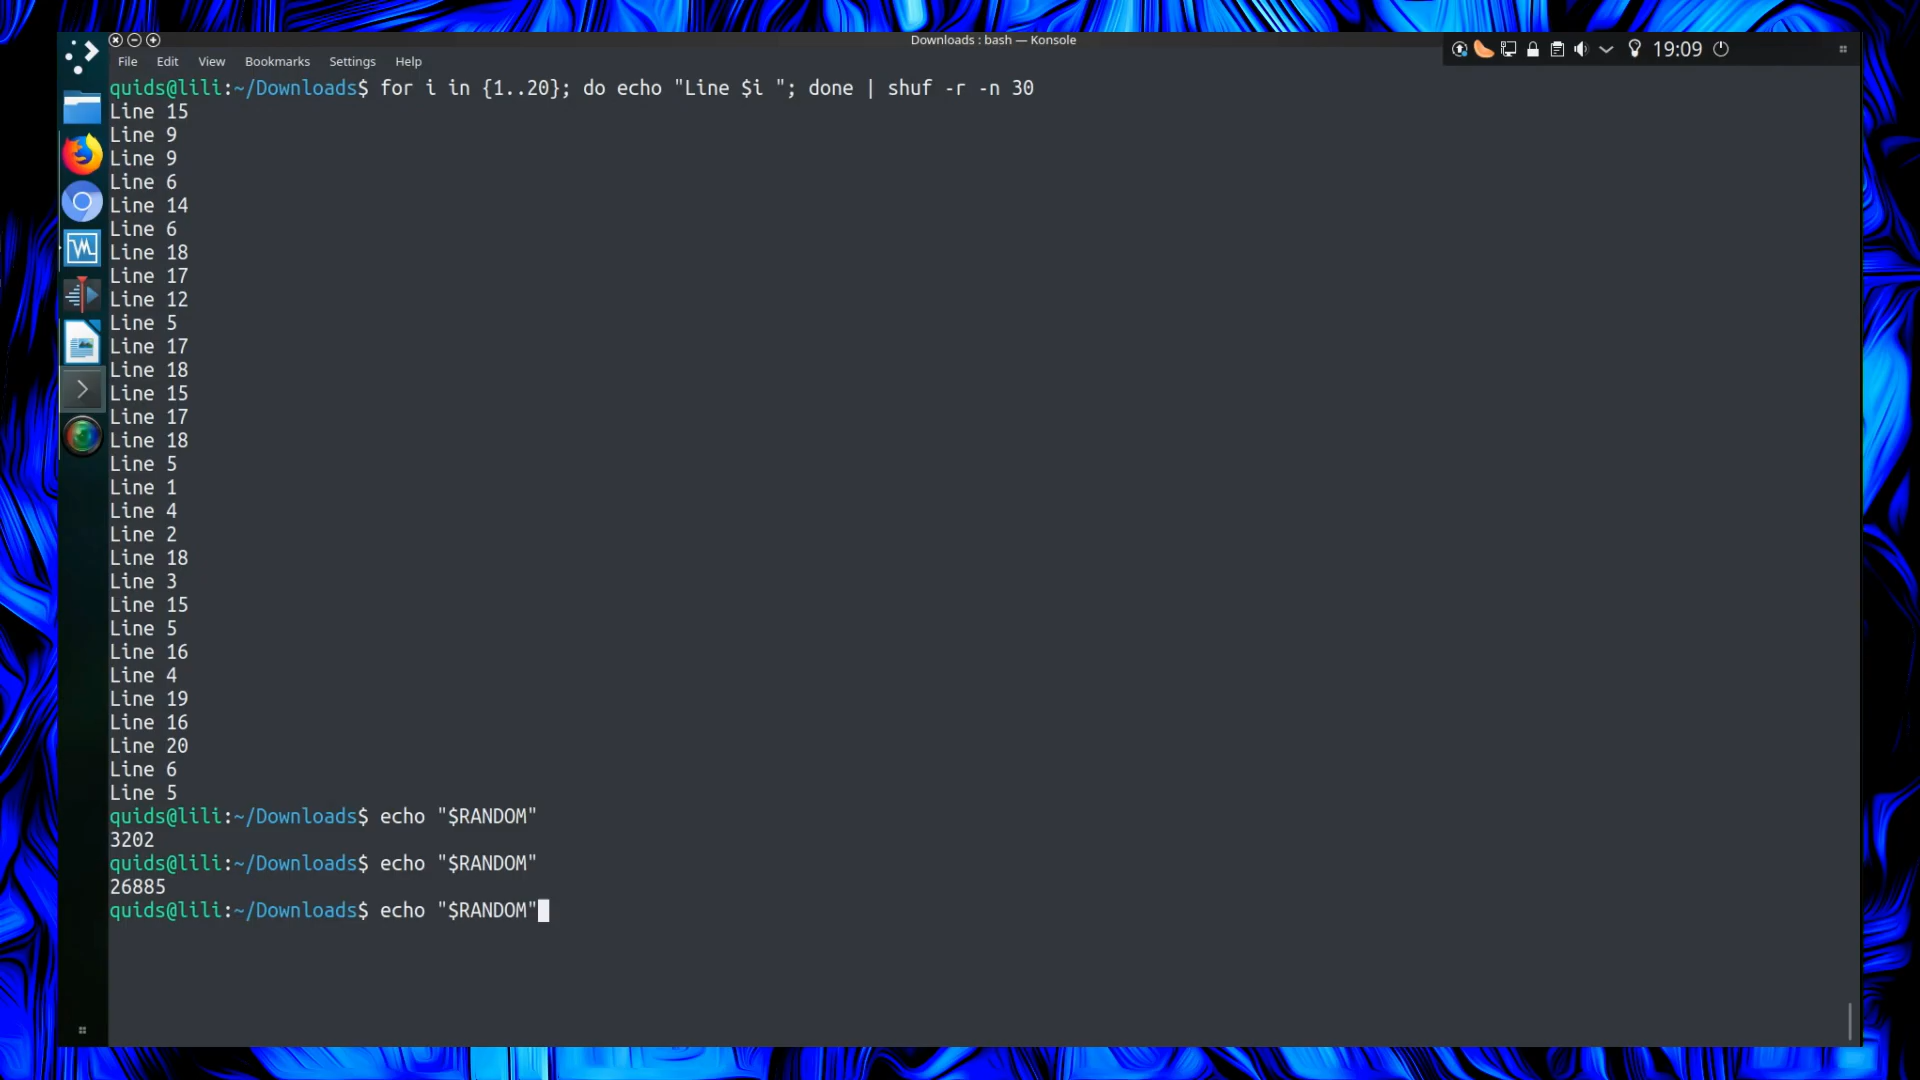 Downloads : bash — Konsole
19:09
File Edit View Bookmarks Settings Help
quids@lili:~/Downloads$ for i in {1..20}; do echo "Line $i "; done | shuf -r -n 30
Line 15
Line 9
Line 9
Line 6
Line 14
Line 6
Line 18
Line 17
Line 12
Line 5
Line 17
Line 18
Line 15
Line 17
Line 18
Line 5
Line 1
Line 4
Line 2
Line 18
Line 3
Line 15
Line 5
Line 16
Line 4
Line 19
Line 16
Line 20
Line 6
Line 5
quids@lili:~/Downloads$ echo "$RANDOM"
3202
quids@lili:~/Downloads$ echo "$RANDOM"
26885
quids@lili:~/Downloads$ echo "$RANDOM"